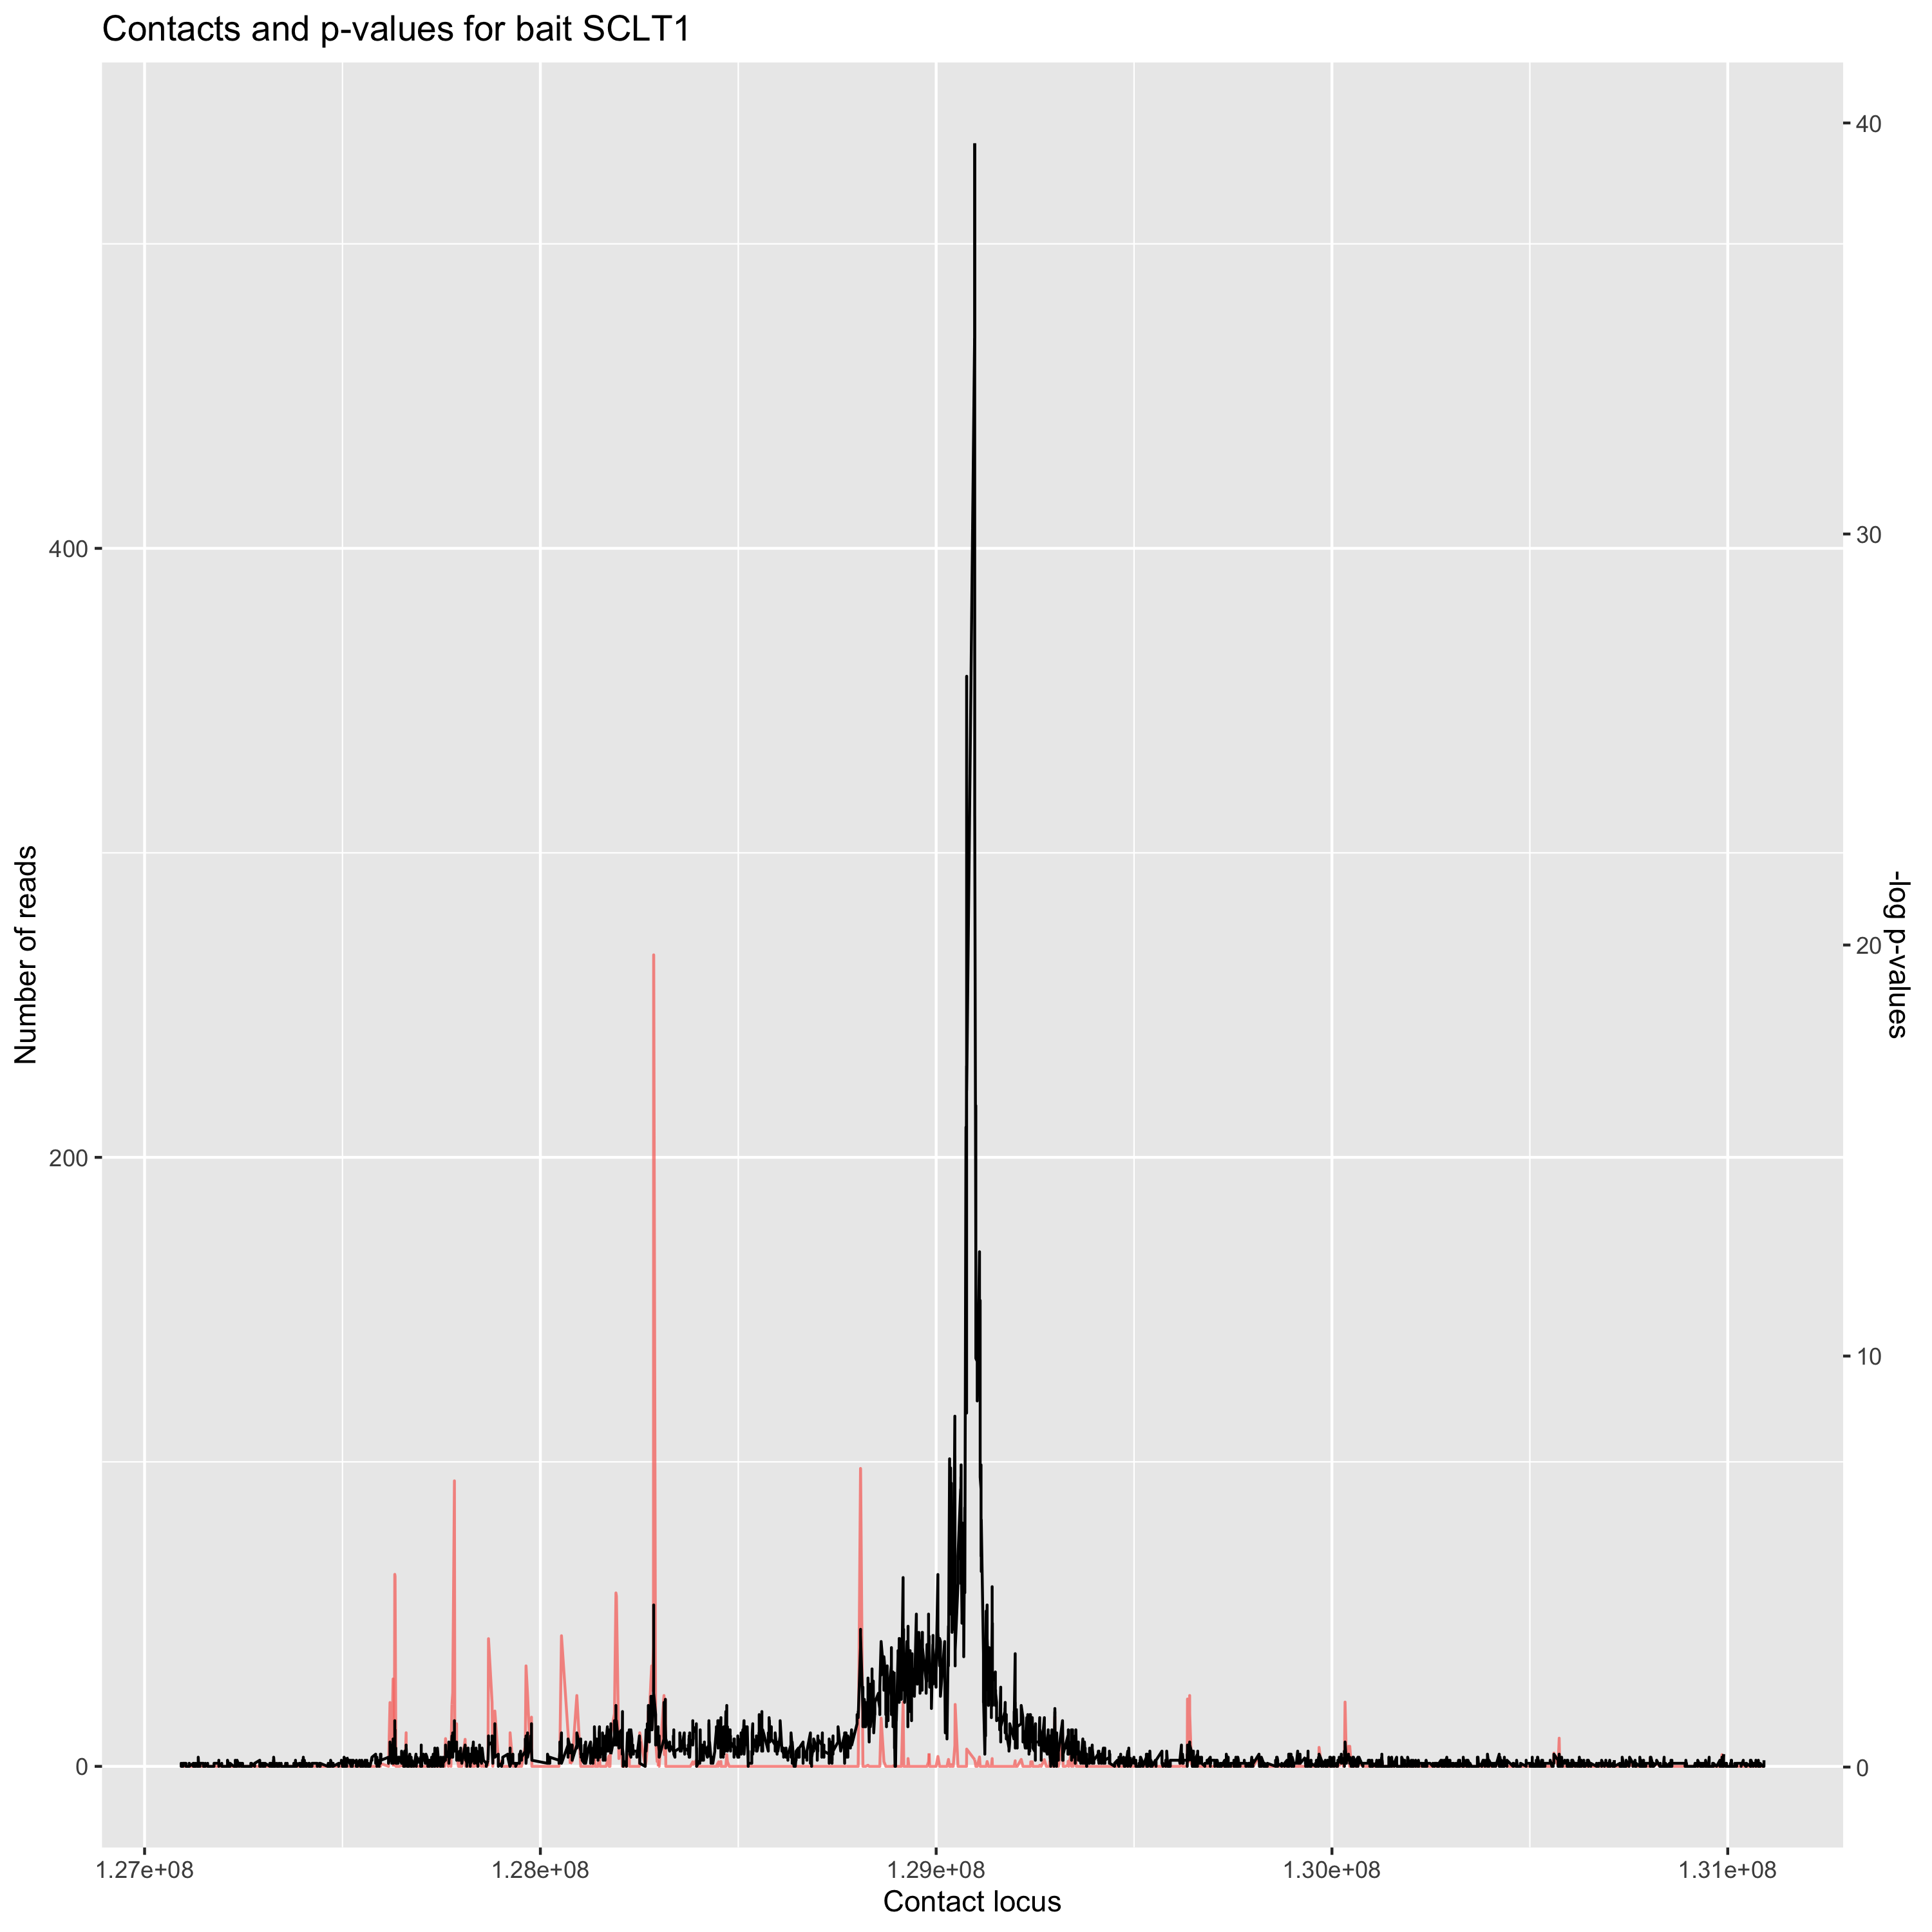 Contacts and p-values for bait SCLT1
Number of reads
400
200
0
40
30
20
10
0
-log p-values
1.27e+08
1.28e+08
1.29e+08
1.30e+08
1.31e+08
Contact locus